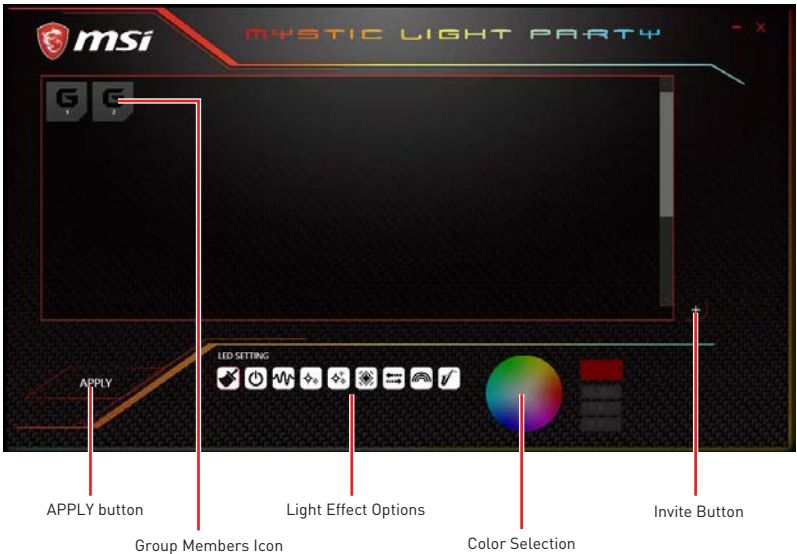 msi
MYSTIC LIGHT PARTY
G G
1 2
LED SETTING
APPLY
APPLY button
Light Effect Options
Invite Button
Group Members Icon
Color Selection